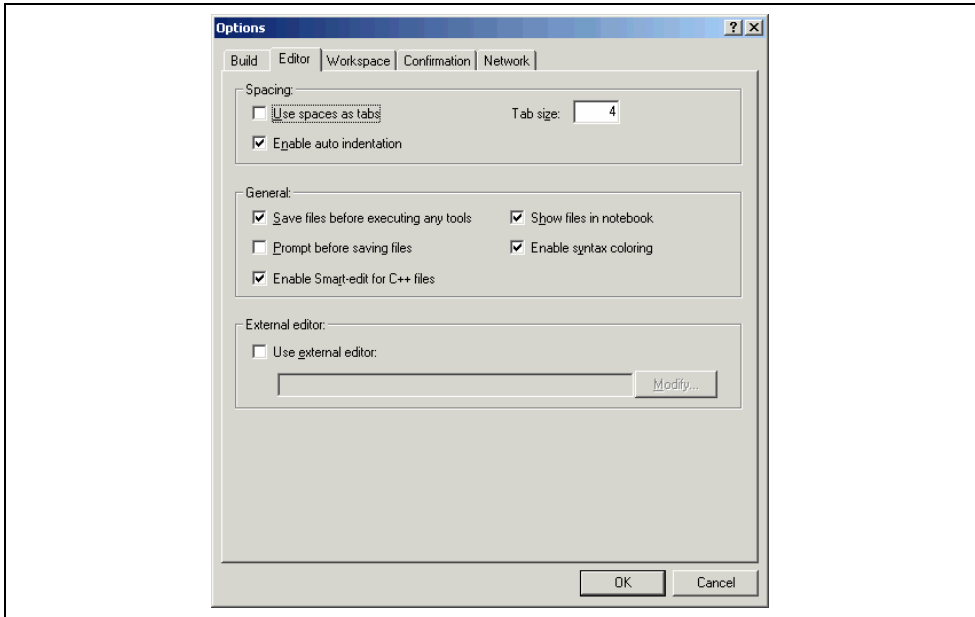 Options
Build Editor Workspace Confirmation Network
Spacing:
Use spaces as tabs Tab size: 4
Enable auto indentation
General:
Save files before executing any tools Show files in notebook
Prompt before saving files Enable syntax coloring
Enable Smart-edit for C++ files
External editor:
Use external editor:
Modify...
OK Cancel